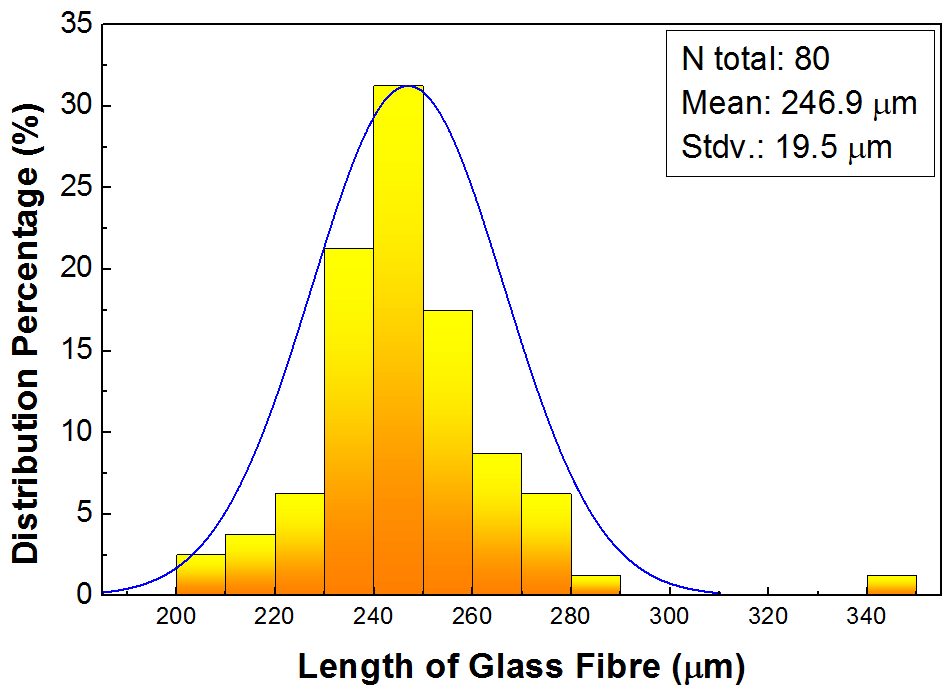 N total: 80
Mean: 246.9 μm
Stdv.: 19.5 μm
Distribution Percentage (%)
35
30
25
20
15
10
5
0
200 220 240 260 280 300 320 340
Length of Glass Fibre (μm)